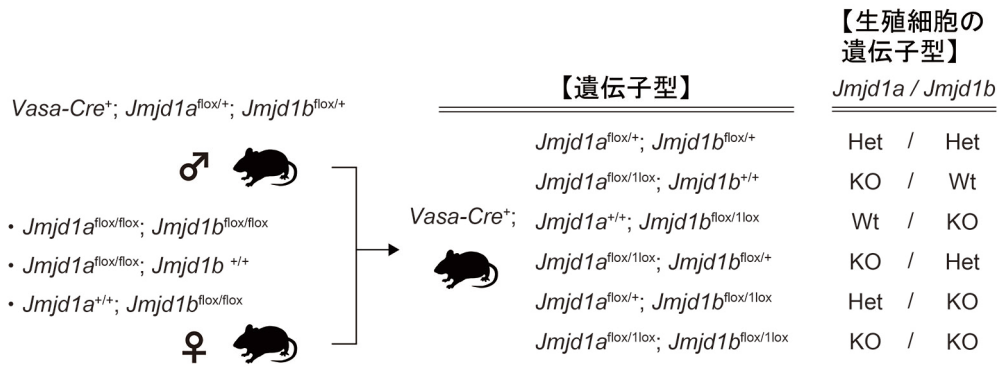 Vasa-Cre⁺; Jmjd1aflox/+; Jmjd1bflox/+
♂
・Jmjd1aflox/flox; Jmjd1bflox/flox
・Jmjd1aflox/flox; Jmjd1b +/+
・Jmjd1a+/+; Jmjd1bflox/flox
♀
Vasa-Cre⁺;
【遺伝子型】
【生殖細胞の
遺伝子型】
Jmjd1a / Jmjd1b
Jmjd1aflox/+; Jmjd1bflox/+ Het / Het
Jmjd1aflox/1lox; Jmjd1b+/+ KO / Wt
Jmjd1a+/+; Jmjd1bflox/1lox Wt / KO
Jmjd1aflox/1lox; Jmjd1bflox/+ KO / Het
Jmjd1aflox/+; Jmjd1bflox/1lox Het / KO
Jmjd1aflox/1lox; Jmjd1bflox/1lox KO / KO